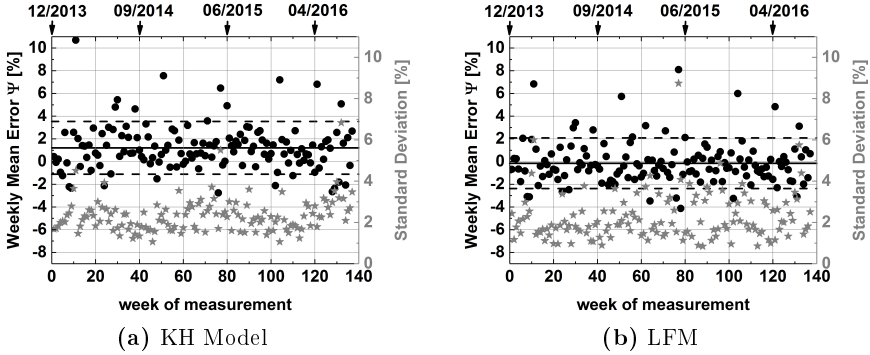 12/2013 09/2014 06/2015 04/2016
10
8
6
4
2
0
-2
-4
-6
-8
Weekly Mean Error Ψ [%]
10
8
6
4
2
0
Standard Deviation [%]
0 20 40 60 80 100 120 140
week of measurement
(a) KH Model
12/2013 09/2014 06/2015 04/2016
10
8
6
4
2
0
-2
-4
-6
-8
Weekly Mean Error Ψ [%]
10
8
6
4
2
0
Standard Deviation [%]
0 20 40 60 80 100 120 140
week of measurement
(b) LFM